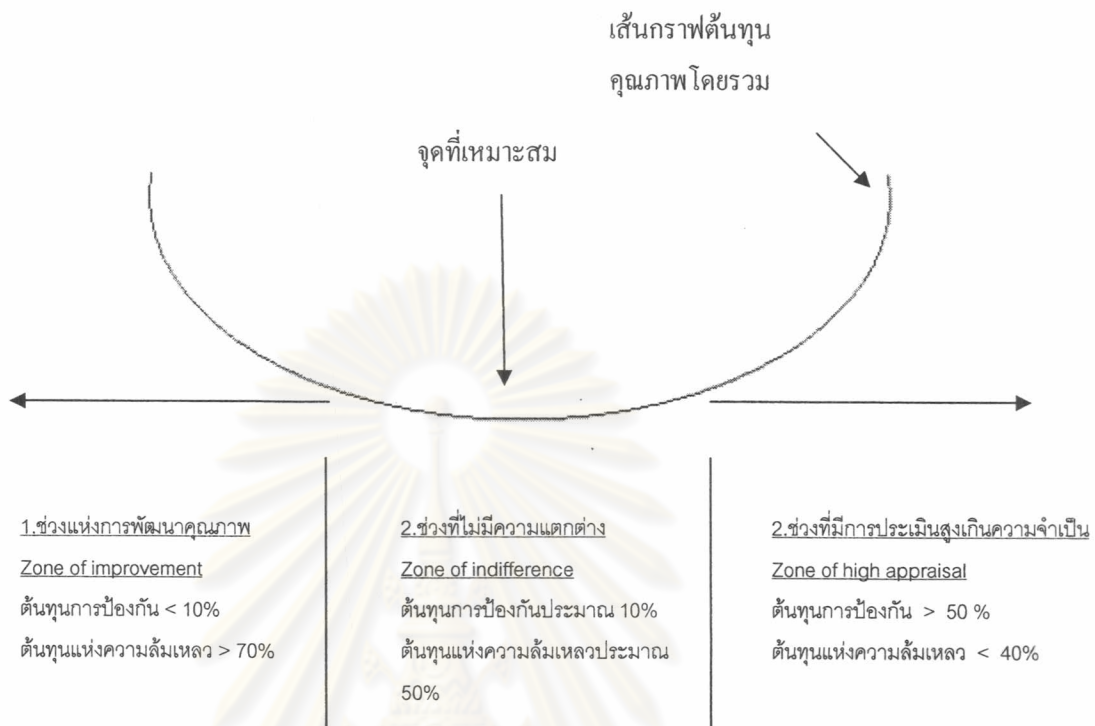 เส้นกราฟต้นทุน
คุณภาพโดยรวม
จุดที่เหมาะสม
1.ช่วงแห่งการพัฒนาคุณภาพ
Zone of improvement
ต้นทุนการป้องกัน < 10%
ต้นทุนแห่งความล้มเหลว > 70%
2.ช่วงที่ไม่มีความแตกต่าง
Zone of indifference
ต้นทุนการป้องกันประมาณ 10%
ต้นทุนแห่งความล้มเหลวประมาณ
50%
2.ช่วงที่มีการประเมินสูงเกินความจำเป็น
Zone of high appraisal
ต้นทุนการป้องกัน > 50 %
ต้นทุนแห่งความล้มเหลว < 40%